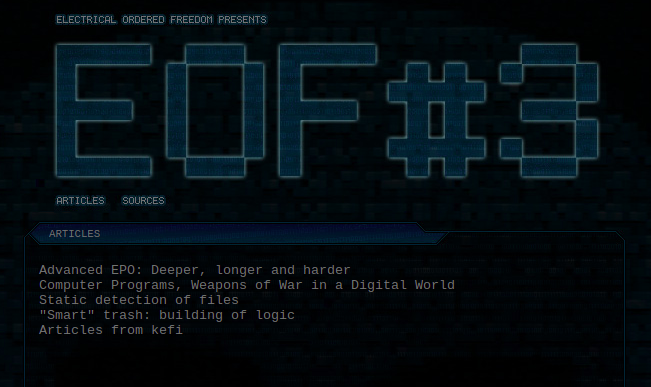 ELECTRICAL ORDERED FREEDOM PRESENTS
EOF#3
ARTICLES SOURCES
ARTICLES
Advanced EPO: Deeper, longer and harder
Computer Programs, Weapons of War in a Digital World
Static detection of files
"Smart" trash: building of logic
Articles from kefi